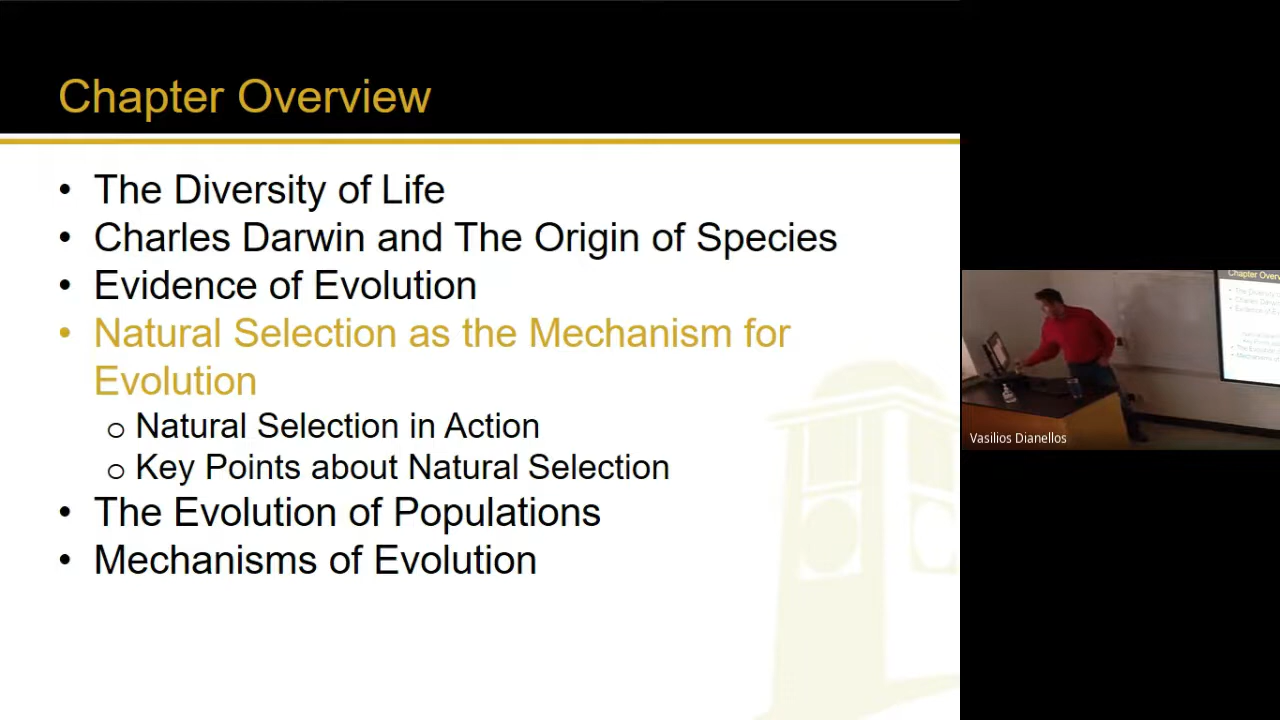 Chapter Overview
• The Diversity of Life
• Charles Darwin and The Origin of Species
• Evidence of Evolution
• Natural Selection as the Mechanism for
Evolution
o Natural Selection in Action
o Key Points about Natural Selection
• The Evolution of Populations
• Mechanisms of Evolution
Chapter Overv
Vasilios Dianellos